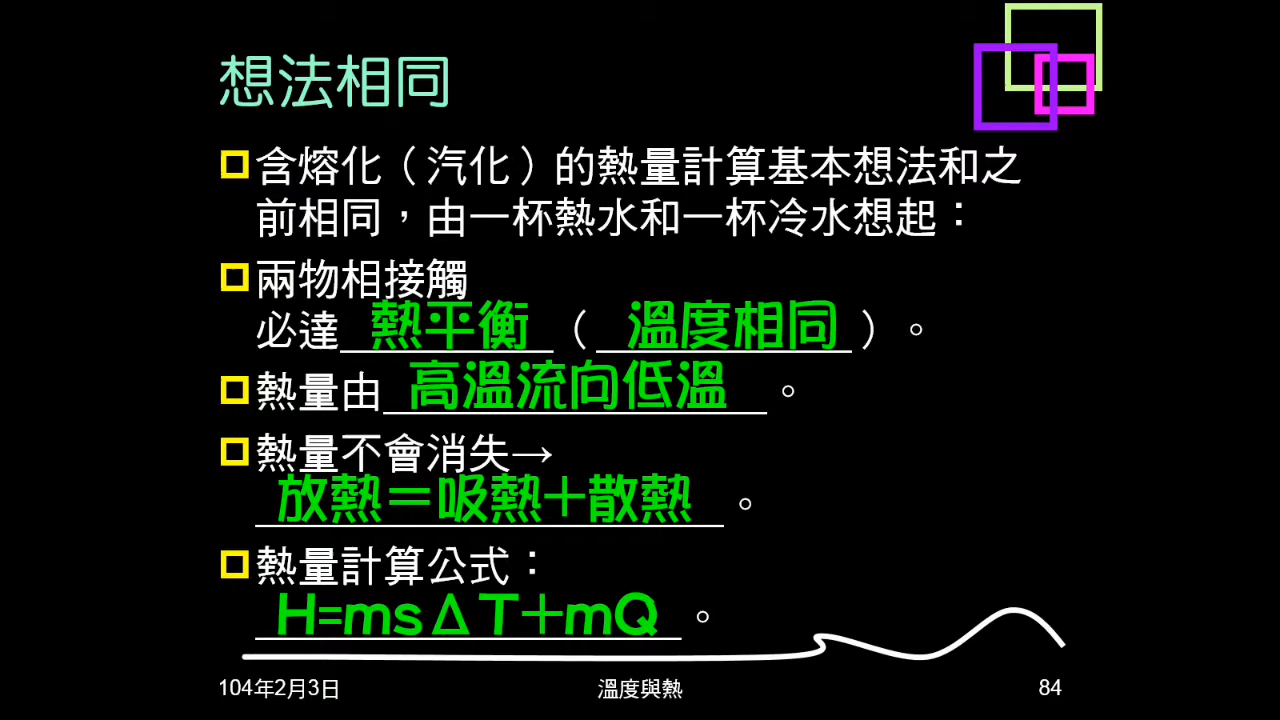 想法相同
含熔化（汽化）的熱量計算基本想法和之
前相同，由一杯熱水和一杯冷水想起：
兩物相接觸
必達熱平衡（溫度相同）。
熱量由高溫流向低溫。
熱量不會消失→
放熱＝吸熱＋散熱。
熱量計算公式：
H=msΔT＋mQ。
104年2月3日 溫度與熱 84